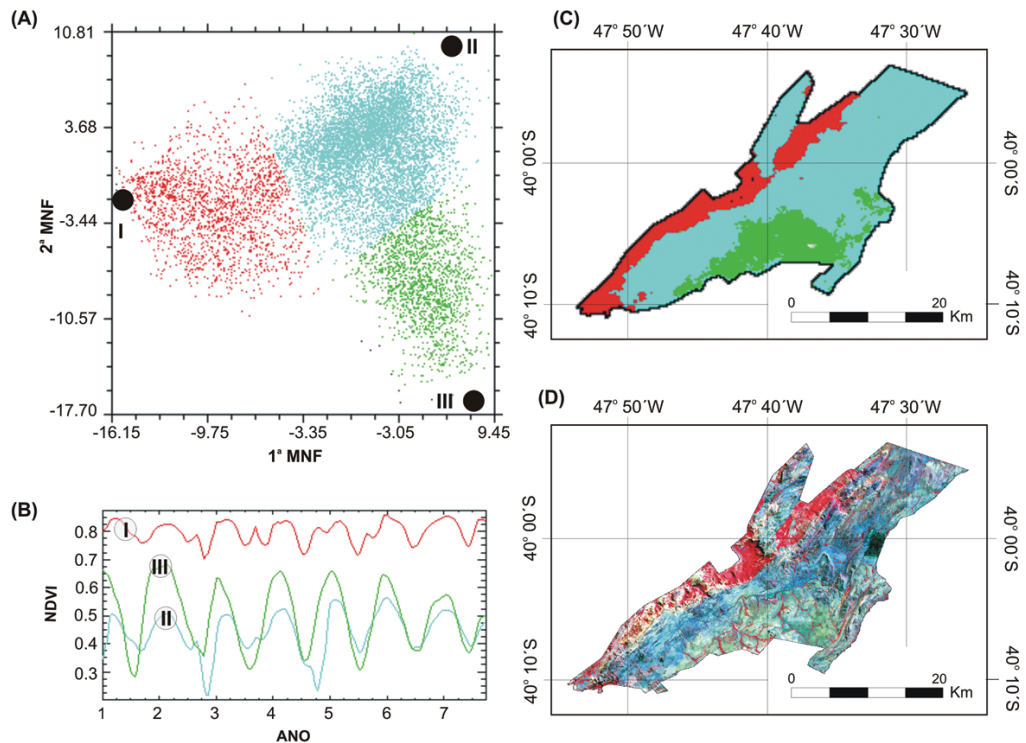 (A)
10.81
3.68
-3.44
-10.57
-17.70
2ª MNF
I
II
III
-16.15 -9.75 -3.35 -3.05 9.45
1ª MNF
(B)
0.8
0.7
0.6
0.5
0.4
0.3
NDVI
I
III
II
1 2 3 4 5 6 7
ANO
(C)
47° 50´W 47° 40´W 47° 30´W
40° 00´S 40° 00´S
40° 10´S 40° 10´S
0 20
Km
(D)
47° 50´W 47° 40´W 47° 30´W
40° 00´S 40° 00´S
40° 10´S 40° 10´S
0 20
Km